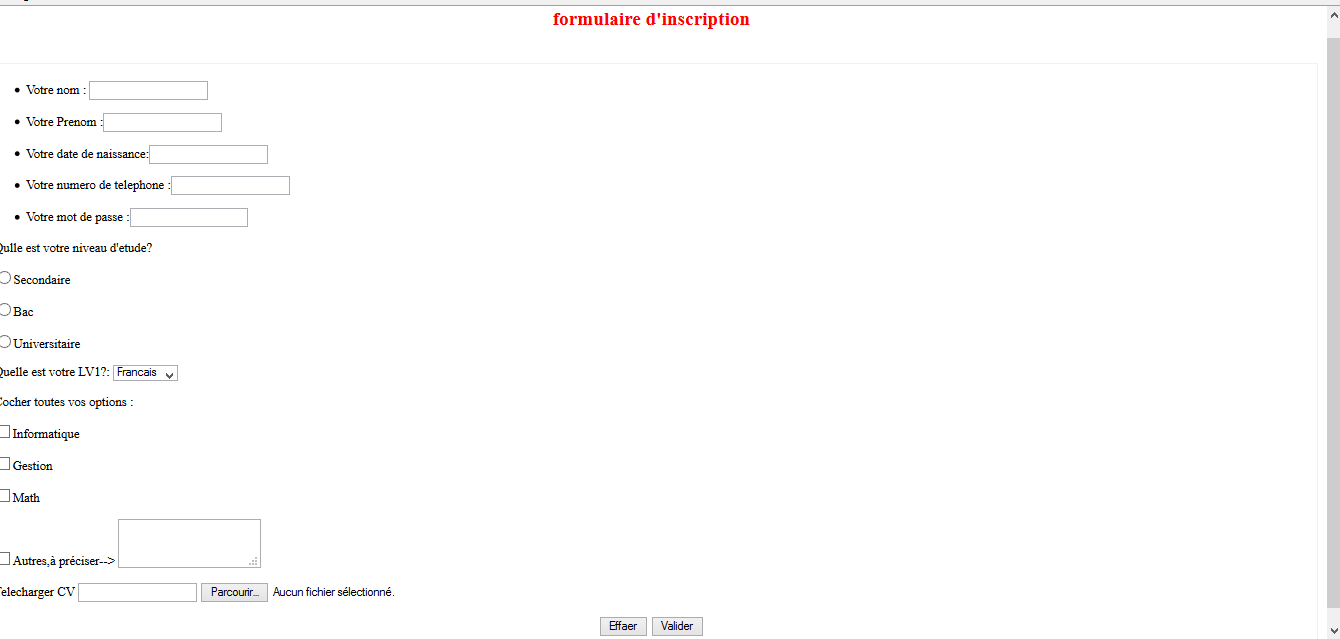 formulaire d'inscription
• Votre nom :
• Votre Prenom :
• Votre date de naissance:
• Votre numero de telephone :
• Votre mot de passe :
Qulle est votre niveau d'etude?
Secondaire
Bac
Universitaire
Quelle est votre LV1?: Francais
Cocher toutes vos options :
Informatique
Gestion
Math
Autres,à préciser-->
Telecharger CV Parcourir... Aucun fichier sélectionné.
Effaer Valider